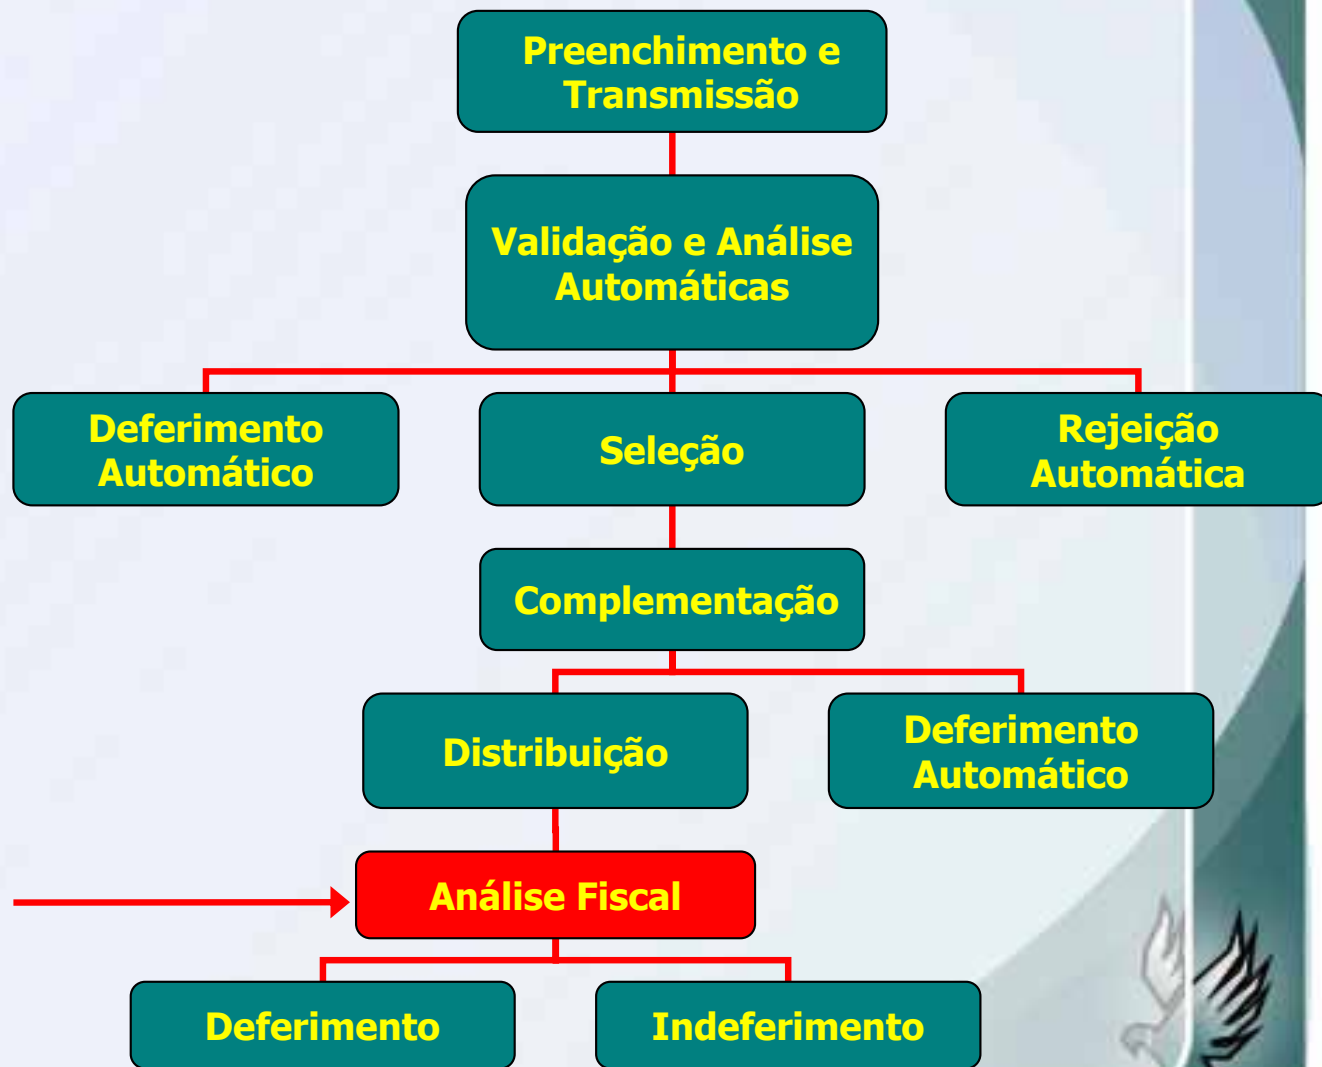 Preenchimento e
Transmissão
Validação e Análise
Automáticas
Deferimento
Automático
Seleção
Rejeição
Automática
Complementação
Distribuição
Deferimento
Automático
Análise Fiscal
Deferimento
Indeferimento